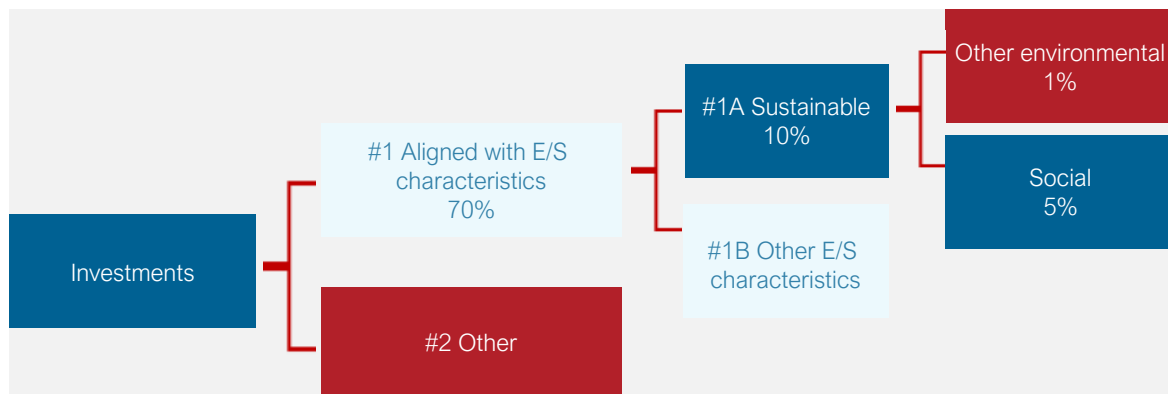 Investments
#1 Aligned with E/S
characteristics
70%
#2 Other
#1A Sustainable
10%
#1B Other E/S
characteristics
Other environmental
1%
Social
5%